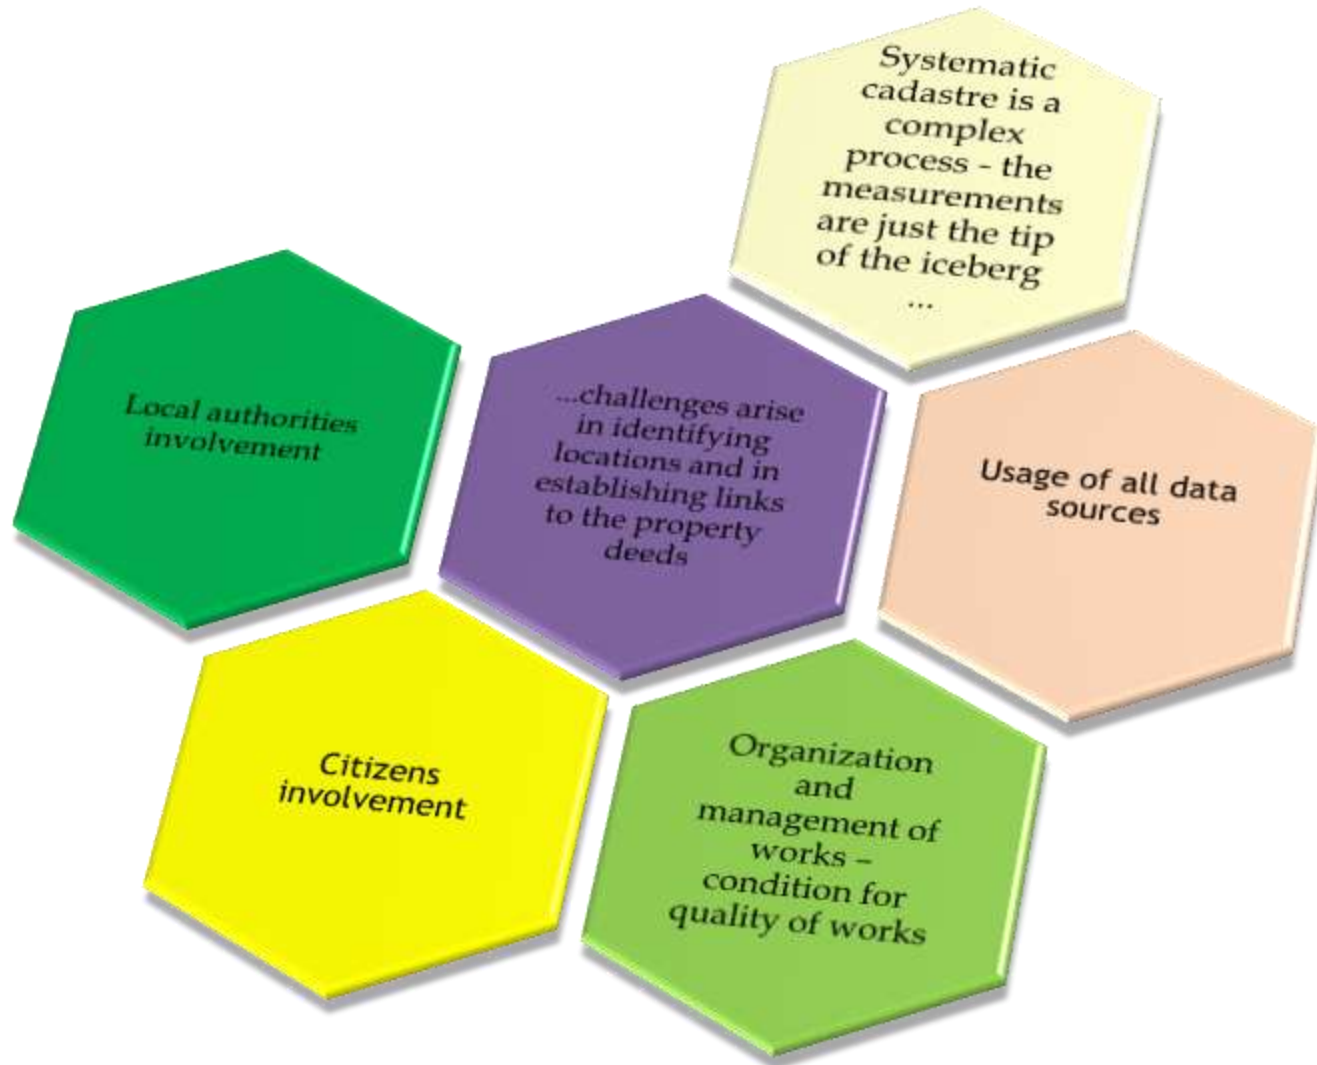 Systematic
cadastre is a
complex
process - the
measurements
are just the tip
of the iceberg
...
Local authorities
involvement
...challenges arise
in identifying
locations and in
establishing links
to the property
deeds
Usage of all data
sources
Citizens
involvement
Organization
and
management of
works –
condition for
quality of works